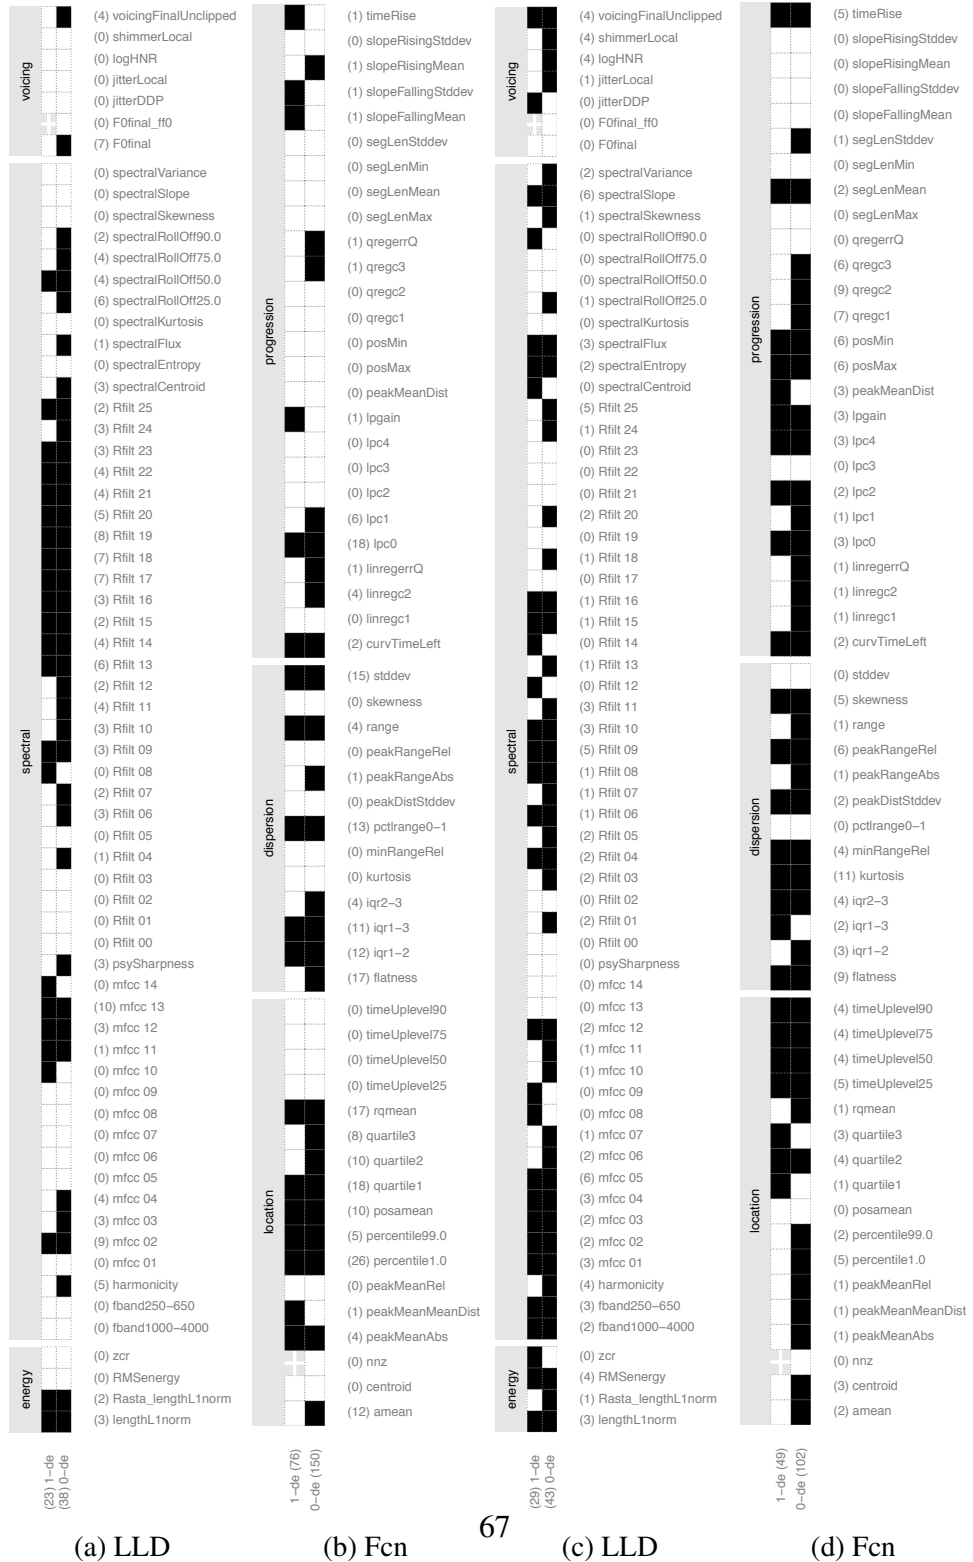 voicing
(4) voicingFinalUnclipped
(0) shimmerLocal
(0) logHNR
(0) jitterLocal
(0) jitterDDP
(0) F0final_ff0
(7) F0final
spectral
(0) spectralVariance
(0) spectralSlope
(0) spectralSkewness
(2) spectralRollOff90.0
(4) spectralRollOff75.0
(4) spectralRollOff50.0
(6) spectralRollOff25.0
(0) spectralKurtosis
(1) spectralFlux
(0) spectralEntropy
(3) spectralCentroid
(2) Rfilt 25
(3) Rfilt 24
(3) Rfilt 23
(4) Rfilt 22
(4) Rfilt 21
(5) Rfilt 20
(8) Rfilt 19
(7) Rfilt 18
(7) Rfilt 17
(3) Rfilt 16
(2) Rfilt 15
(4) Rfilt 14
(6) Rfilt 13
(2) Rfilt 12
(4) Rfilt 11
(3) Rfilt 10
(3) Rfilt 09
(0) Rfilt 08
(2) Rfilt 07
(3) Rfilt 06
(0) Rfilt 05
(1) Rfilt 04
(0) Rfilt 03
(0) Rfilt 02
(0) Rfilt 01
(0) Rfilt 00
(3) psySharpness
(0) mfcc 14
(10) mfcc 13
(3) mfcc 12
(1) mfcc 11
(0) mfcc 10
(0) mfcc 09
(0) mfcc 08
(0) mfcc 07
(0) mfcc 06
(0) mfcc 05
(4) mfcc 04
(3) mfcc 03
(9) mfcc 02
(0) mfcc 01
(5) harmonicity
(0) fband250−650
(0) fband1000−4000
energy
(0) zcr
(0) RMSenergy
(2) Rasta_lengthL1norm
(3) lengthL1norm
(23) 1−de
(38) 0−de
(a) LLD
progression
(1) timeRise
(0) slopeRisingStddev
(1) slopeRisingMean
(1) slopeFallingStddev
(1) slopeFallingMean
(0) segLenStddev
(0) segLenMin
(0) segLenMean
(0) segLenMax
(1) qregerrQ
(1) qregc3
(0) qregc2
(0) qregc1
(0) posMin
(0) posMax
(0) peakMeanDist
(1) lpgain
(0) lpc4
(0) lpc3
(0) lpc2
(6) lpc1
(18) lpc0
(1) linregerrQ
(4) linregc2
(0) linregc1
(2) curvTimeLeft
dispersion
(15) stddev
(0) skewness
(4) range
(0) peakRangeRel
(1) peakRangeAbs
(0) peakDistStddev
(13) pctlrange0−1
(0) minRangeRel
(0) kurtosis
(4) iqr2−3
(11) iqr1−3
(12) iqr1−2
(17) flatness
location
(0) timeUplevel90
(0) timeUplevel75
(0) timeUplevel50
(0) timeUplevel25
(17) rqmean
(8) quartile3
(10) quartile2
(18) quartile1
(10) posamean
(5) percentile99.0
(26) percentile1.0
(0) peakMeanRel
(1) peakMeanMeanDist
(4) peakMeanAbs
(0) nnz
(0) centroid
(12) amean
1−de (76)
0−de (150)
(b) Fcn
voicing
(4) voicingFinalUnclipped
(4) shimmerLocal
(4) logHNR
(1) jitterLocal
(0) jitterDDP
(0) F0final_ff0
(0) F0final
spectral
(2) spectralVariance
(6) spectralSlope
(1) spectralSkewness
(0) spectralRollOff90.0
(0) spectralRollOff75.0
(0) spectralRollOff50.0
(1) spectralRollOff25.0
(0) spectralKurtosis
(3) spectralFlux
(2) spectralEntropy
(0) spectralCentroid
(5) Rfilt 25
(1) Rfilt 24
(0) Rfilt 23
(0) Rfilt 22
(0) Rfilt 21
(2) Rfilt 20
(0) Rfilt 19
(1) Rfilt 18
(0) Rfilt 17
(1) Rfilt 16
(1) Rfilt 15
(0) Rfilt 14
(1) Rfilt 13
(0) Rfilt 12
(3) Rfilt 11
(3) Rfilt 10
(5) Rfilt 09
(1) Rfilt 08
(1) Rfilt 07
(1) Rfilt 06
(2) Rfilt 05
(2) Rfilt 04
(2) Rfilt 03
(0) Rfilt 02
(2) Rfilt 01
(0) Rfilt 00
(0) psySharpness
(0) mfcc 14
(0) mfcc 13
(2) mfcc 12
(1) mfcc 11
(1) mfcc 10
(0) mfcc 09
(0) mfcc 08
(1) mfcc 07
(2) mfcc 06
(6) mfcc 05
(3) mfcc 04
(2) mfcc 03
(2) mfcc 02
(3) mfcc 01
(4) harmonicity
(3) fband250−650
(2) fband1000−4000
energy
(0) zcr
(4) RMSenergy
(1) Rasta_lengthL1norm
(3) lengthL1norm
(29) 1−de
(43) 0−de
(c) LLD
progression
(5) timeRise
(0) slopeRisingStddev
(0) slopeRisingMean
(0) slopeFallingStddev
(0) slopeFallingMean
(1) segLenStddev
(0) segLenMin
(2) segLenMean
(0) segLenMax
(0) qregerrQ
(6) qregc3
(9) qregc2
(7) qregc1
(6) posMin
(6) posMax
(3) peakMeanDist
(3) lpgain
(3) lpc4
(0) lpc3
(2) lpc2
(1) lpc1
(3) lpc0
(1) linregerrQ
(1) linregc2
(1) linregc1
(2) curvTimeLeft
dispersion
(0) stddev
(5) skewness
(1) range
(6) peakRangeRel
(1) peakRangeAbs
(2) peakDistStddev
(0) pctlrange0−1
(4) minRangeRel
(11) kurtosis
(4) iqr2−3
(2) iqr1−3
(3) iqr1−2
(9) flatness
location
(4) timeUplevel90
(4) timeUplevel75
(4) timeUplevel50
(5) timeUplevel25
(1) rqmean
(3) quartile3
(4) quartile2
(1) quartile1
(0) posamean
(2) percentile99.0
(5) percentile1.0
(1) peakMeanRel
(1) peakMeanMeanDist
(1) peakMeanAbs
(0) nnz
(3) centroid
(2) amean
1−de (49)
0−de (102)
(d) Fcn
67